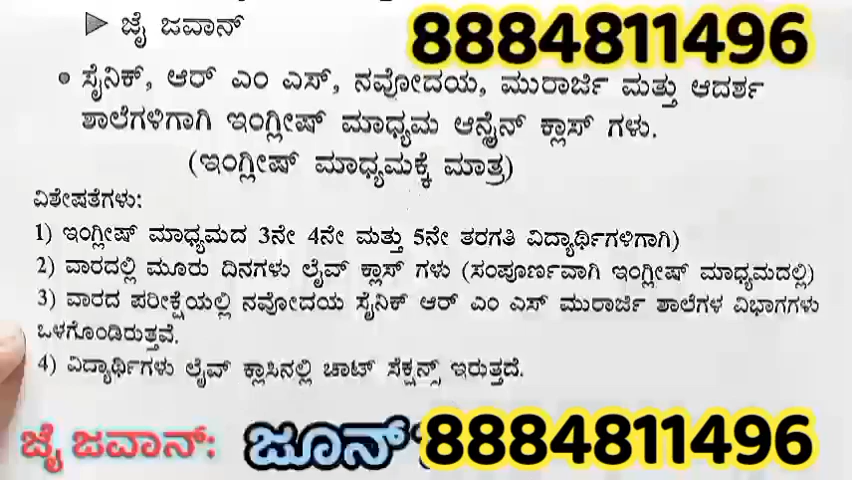 ➤ ಜೈ ಜವಾನ್
8884811496
• ಸೈನಿಕ್, ಆರ್ ಎಂ ಎಸ್, ನವೋದಯ, ಮುರಾರ್ಜಿ ಮತ್ತು ಆದರ್ಶ
ಶಾಲೆಗಳಿಗಾಗಿ ಇಂಗ್ಲೀಷ್ ಮಾಧ್ಯಮ ಆನ್ಲೈನ್ ಕ್ಲಾಸ್ ಗಳು.
(ಇಂಗ್ಲೀಷ್ ಮಾಧ್ಯಮಕ್ಕೆ ಮಾತ್ರ)
ವಿಶೇಷತೆಗಳು:
1) ಇಂಗ್ಲೀಷ್ ಮಾಧ್ಯಮದ 3ನೇ 4ನೇ ಮತ್ತು 5ನೇ ತರಗತಿ ವಿದ್ಯಾರ್ಥಿಗಳಿಗಾಗಿ)
2) ವಾರದಲ್ಲಿ ಮೂರು ದಿನಗಳು ಲೈವ್ ಕ್ಲಾಸ್ ಗಳು (ಸಂಪೂರ್ಣವಾಗಿ ಇಂಗ್ಲೀಷ್ ಮಾಧ್ಯಮದಲ್ಲಿ)
3) ವಾರದ ಪರೀಕ್ಷೆಯಲ್ಲಿ ನವೋದಯ ಸೈನಿಕ್ ಆರ್ ಎಂ ಎಸ್ ಮುರಾರ್ಜಿ ಶಾಲೆಗಳ ವಿಭಾಗಗಳು
ಒಳಗೊಂಡಿರುತ್ತವೆ.
4) ವಿದ್ಯಾರ್ಥಿಗಳು ಲೈವ್ ಕ್ಲಾಸಿನಲ್ಲಿ ಚಾಟ್ ಸೆಕ್ಷನ್ಸ್ ಇರುತ್ತದೆ.
ಜೈ ಜವಾನ್: ಜೂನ್ 8884811496